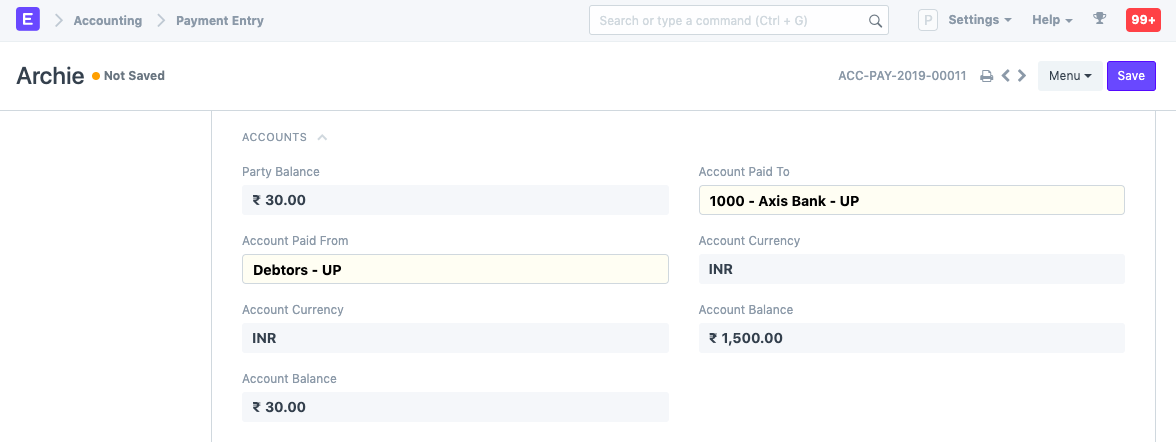 E Accounting Payment Entry Search or type a command (Ctrl + G) P Settings Help 99+
Archie Not Saved ACC-PAY-2019-00011 Menu Save
ACCOUNTS
Party Balance
₹ 30.00
Account Paid From
Debtors - UP
Account Currency
INR
Account Balance
₹ 30.00
Account Paid To
1000 - Axis Bank - UP
Account Currency
INR
Account Balance
₹ 1,500.00